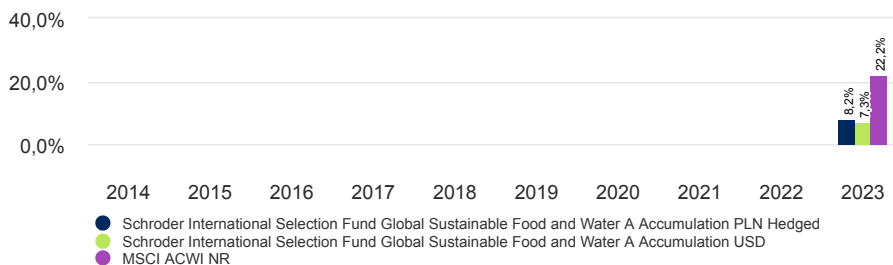 40,0%
20,0%
0,0%
8,2%
7,3%
22,2%
2014 2015 2016 2017 2018 2019 2020 2021 2022 2023
Schroder International Selection Fund Global Sustainable Food and Water A Accumulation PLN Hedged
Schroder International Selection Fund Global Sustainable Food and Water A Accumulation USD
MSCI ACWI NR